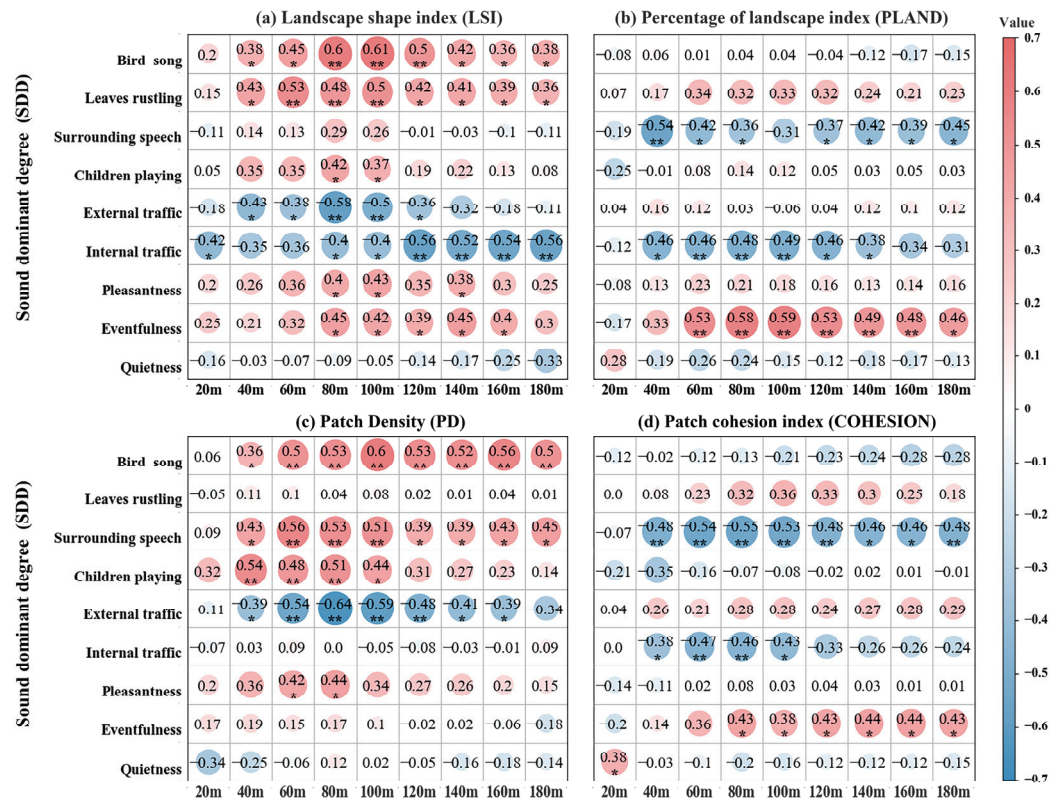 (a) Landscape shape index (LSI)
(b) Percentage of landscape index (PLAND)
Value
Sound dominant degree (SDD)
Bird song 0.2 0.38 * 0.45 * 0.6 ** 0.61 ** 0.5 ** 0.42 * 0.36 * 0.38 *
Leaves rustling 0.15 0.43 * 0.53 ** 0.48 ** 0.5 ** 0.42 * 0.41 * 0.39 * 0.36 *
Surrounding speech −0.11 0.14 0.13 0.29 0.26 −0.01 −0.03 −0.1 −0.11
Children playing 0.05 0.35 0.35 0.42 * 0.37 * 0.19 0.22 0.13 0.08
External traffic −0.18 −0.43 * −0.38 * −0.58 ** −0.5 ** −0.36 * −0.32 −0.18 −0.11
Internal traffic −0.42 * −0.35 −0.36 −0.4 * −0.4 * −0.56 ** −0.52 ** −0.54 ** −0.56 **
Pleasantness 0.2 0.26 0.36 0.4 * 0.43 * 0.35 0.38 * 0.3 0.25
Eventfulness 0.25 0.21 0.32 0.45 * 0.42 * 0.39 * 0.45 * 0.4 * 0.3
Quietness −0.16 −0.03 −0.07 −0.09 −0.05 −0.14 −0.17 −0.25 −0.33
20m 40m 60m 80m 100m 120m 140m 160m 180m
−0.08 0.06 0.01 0.04 0.04 −0.04 −0.12 −0.17 −0.15
0.07 0.17 0.34 0.32 0.33 0.32 0.24 0.21 0.23
−0.19 −0.54 ** −0.42 * −0.36 * −0.31 −0.37 * −0.42 * −0.39 * −0.45 *
−0.25 −0.01 0.08 0.14 0.12 0.05 0.03 0.05 0.03
0.04 0.16 0.12 0.03 −0.06 0.04 0.12 0.1 0.12
−0.12 −0.46 * −0.46 ** −0.48 ** −0.49 ** −0.46 * −0.38 * −0.34 −0.31
−0.08 0.13 0.23 0.21 0.18 0.16 0.13 0.14 0.16
−0.17 0.33 0.53 ** 0.58 ** 0.59 ** 0.53 ** 0.49 ** 0.48 ** 0.46 *
0.28 −0.19 −0.26 −0.24 −0.15 −0.12 −0.18 −0.17 −0.13
20m 40m 60m 80m 100m 120m 140m 160m 180m
(c) Patch Density (PD)
(d) Patch cohesion index (COHESION)
Sound dominant degree (SDD)
Bird song 0.06 0.36 ^ 0.5 ^^ 0.53 ^^ 0.6 ^^ 0.53 ^^ 0.52 ^^ 0.56 ^^ 0.5 ^^
Leaves rustling −0.05 0.11 0.1 0.04 0.08 0.02 0.01 0.04 0.01
Surrounding speech 0.09 0.43 * 0.56 ** 0.53 ** 0.51 ** 0.39 * 0.39 * 0.43 * 0.45 *
Children playing 0.32 0.54 ** 0.48 ** 0.51 ** 0.44 * 0.31 0.27 0.23 0.14
External traffic 0.11 −0.39 * −0.54 ** −0.64 ** −0.59 ** −0.48 ** −0.41 * −0.39 * 0.34
Internal traffic −0.07 0.03 0.09 0.0 −0.05 −0.08 −0.03 −0.01 0.09
Pleasantness 0.2 0.36 0.42 * 0.44 * 0.34 0.27 0.26 0.2 0.15
Eventfulness 0.17 0.19 0.15 0.17 0.1 −0.02 0.02 −0.06 −0.18
Quietness −0.34 −0.25 −0.06 0.12 0.02 −0.05 −0.16 −0.18 −0.14
20m 40m 60m 80m 100m 120m 140m 160m 180m
−0.12 −0.02 −0.12 −0.13 −0.21 −0.23 −0.24 −0.28 −0.28
0.0 0.08 0.23 0.32 0.36 0.33 0.3 0.25 0.18
−0.07 −0.48 ** −0.54 ** −0.55 ** −0.53 ** −0.48 ** −0.46 * −0.46 * −0.48 **
−0.21 −0.35 −0.16 −0.07 −0.08 −0.02 0.02 0.01 −0.01
0.04 0.26 0.21 0.28 0.28 0.24 0.27 0.28 0.29
0.0 −0.38 * −0.47 ** −0.46 ** −0.43 * −0.33 −0.26 −0.26 −0.24
−0.14 −0.11 0.02 0.08 0.03 0.04 0.03 0.01 0.01
−0.2 0.14 0.36 0.43 * 0.38 * 0.43 * 0.44 * 0.44 * 0.43 *
0.38 * −0.03 −0.1 −0.2 −0.16 −0.12 −0.12 −0.12 −0.15
20m 40m 60m 80m 100m 120m 140m 160m 180m
0.7
0.6
0.5
0.4
0.3
0.2
0.1
0
−0.1
−0.2
−0.3
−0.4
−0.5
−0.6
−0.7